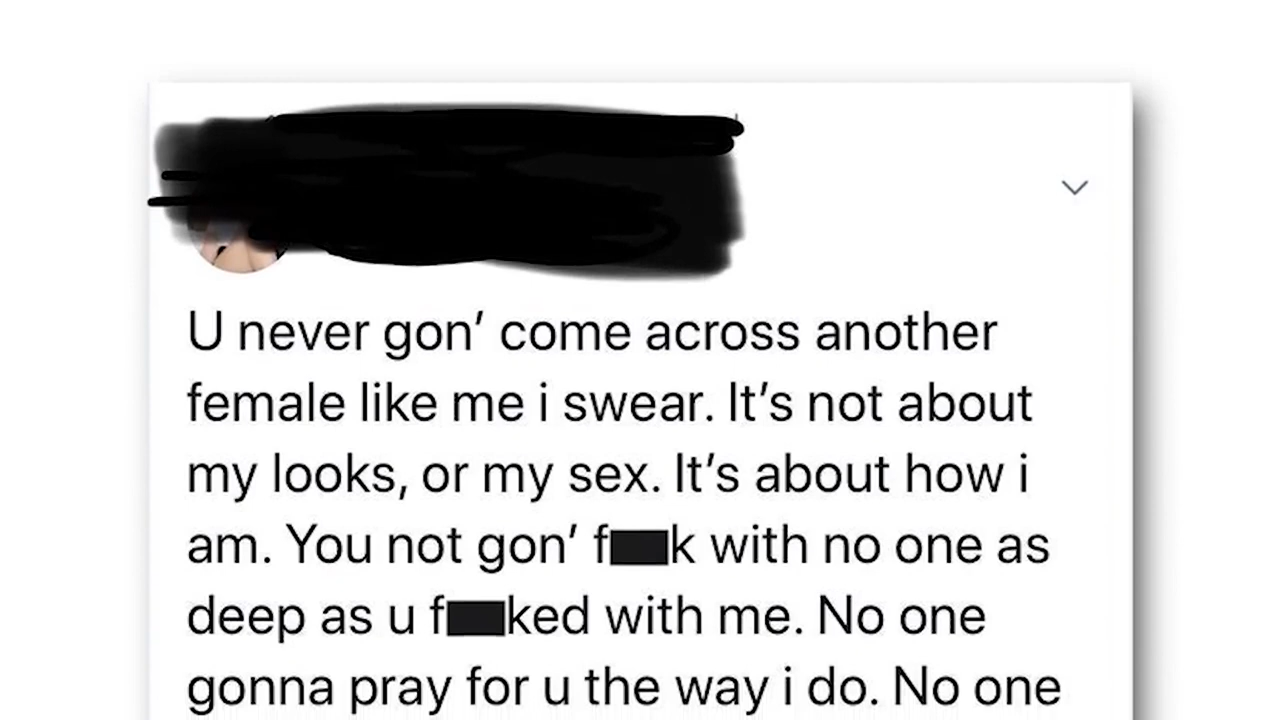 U never gon’ come across another
female like me i swear. It’s not about
my looks, or my sex. It’s about how i
am. You not gon’ f██k with no one as
deep as u f██ked with me. No one
gonna pray for u the way i do. No one